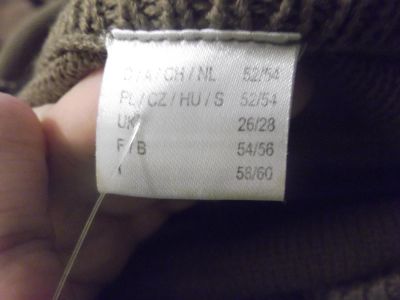 D / A / CH / NL 52/54
PL / CZ / HU / S 52/54
UK 26/28
F / B 54/56
I 58/60